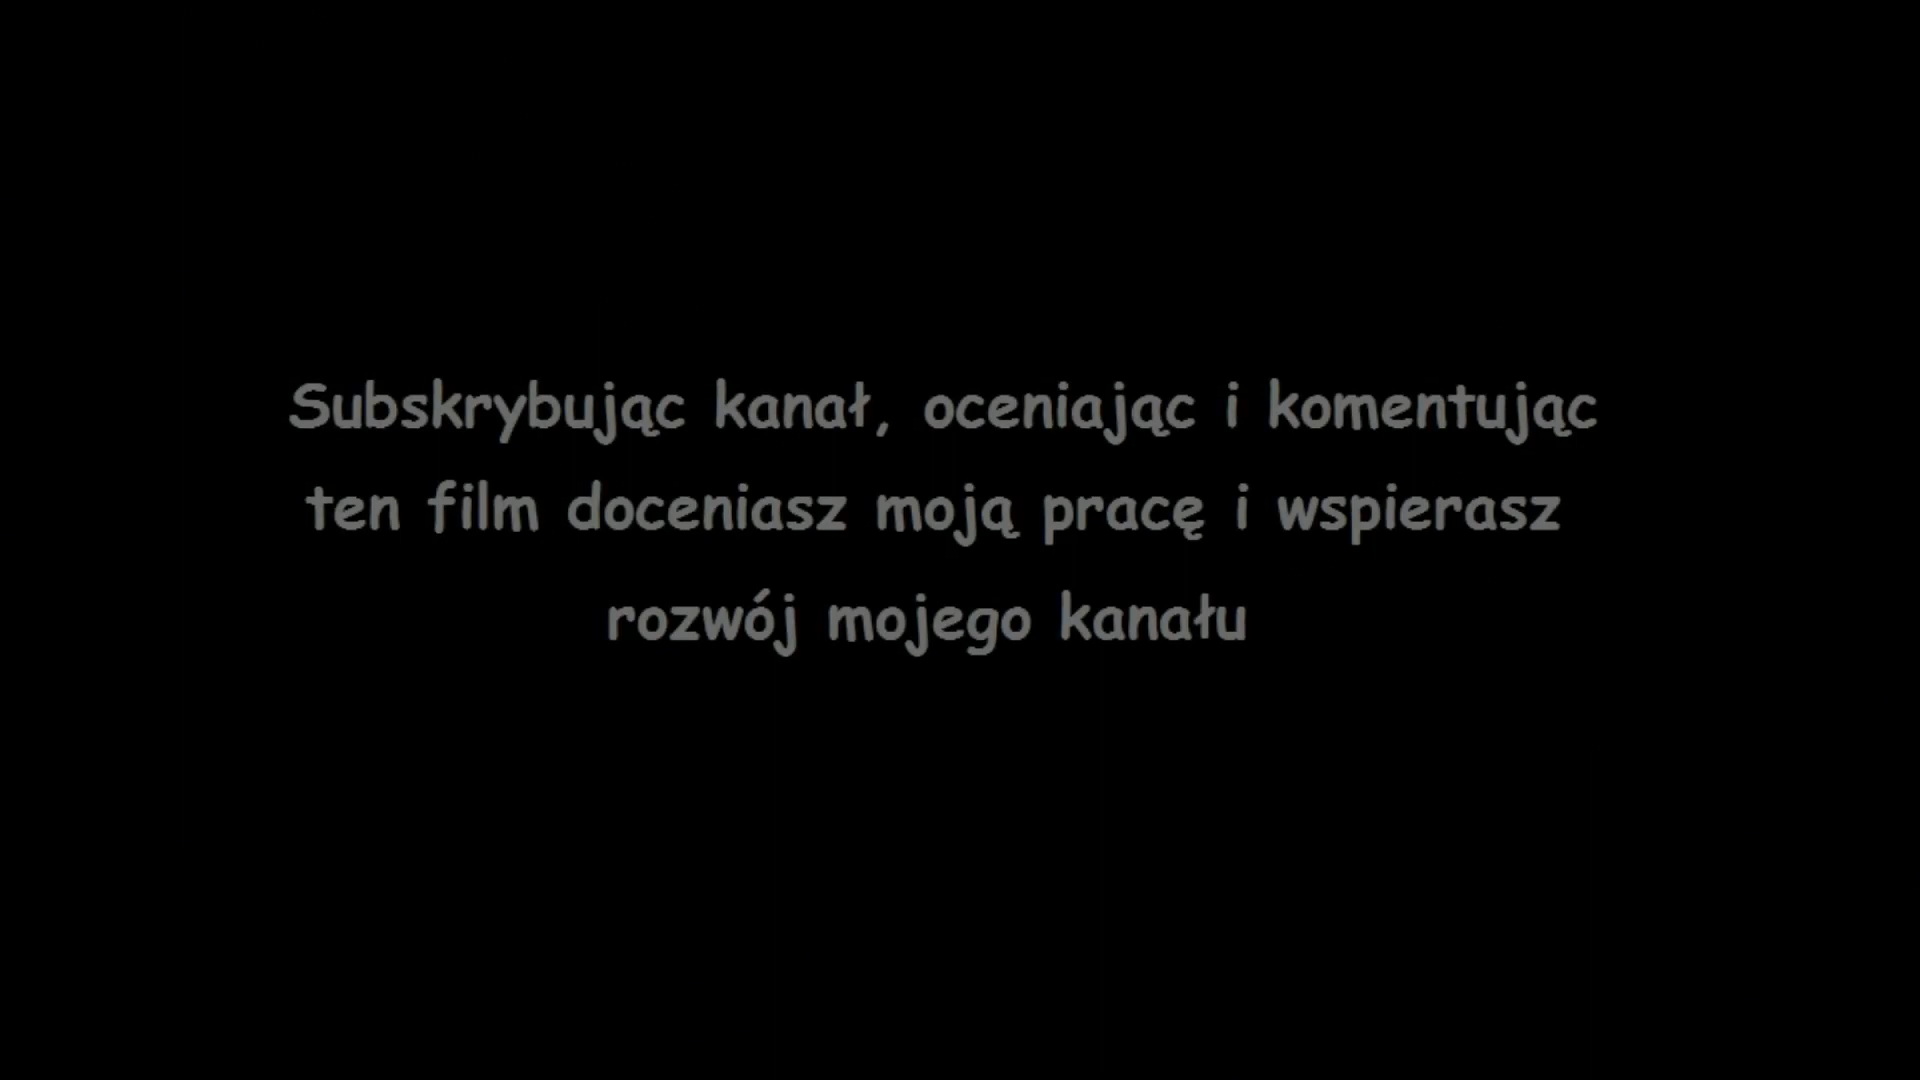 Subskrybując kanał, oceniając i komentując
ten film doceniasz moją pracę i wspierasz
rozwój mojego kanału